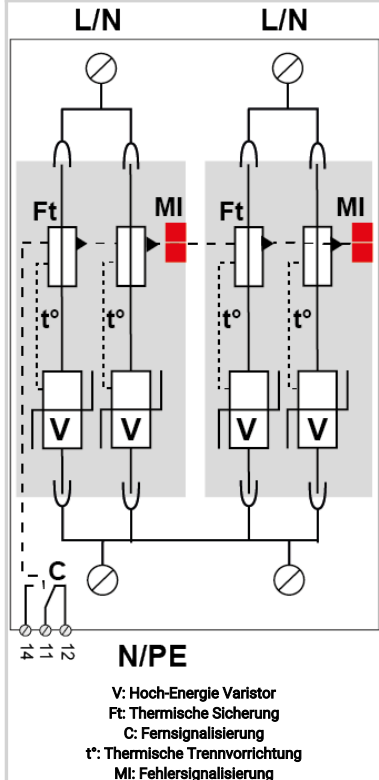 L/N L/N
Ft MI Ft MI
t° t° t° t°
V V V V
C
14 11 12
N/PE
V: Hoch-Energie Varistor
Ft: Thermische Sicherung
C: Fernsignalisierung
t°: Thermische Trennvorrichtung
MI: Fehlersignalisierung